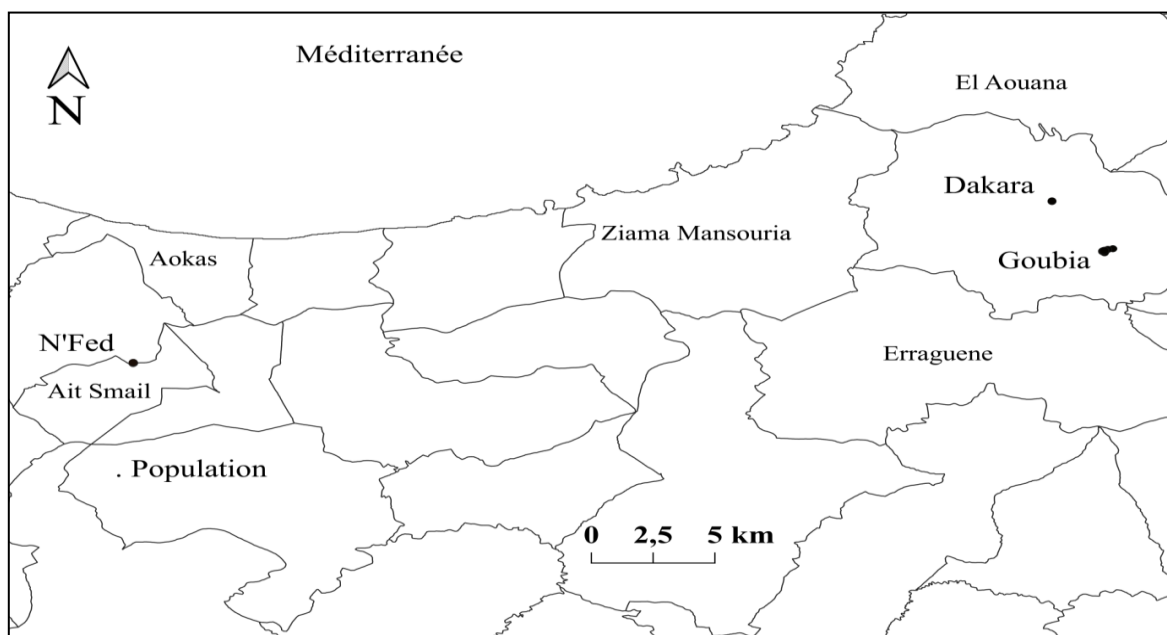 Méditerranée
N
El Aouana
Dakara
Ziama Mansouria
Aokas
Goubia
N'Fed
Erraguene
Ait Smail
. Population
0 2,5 5 km